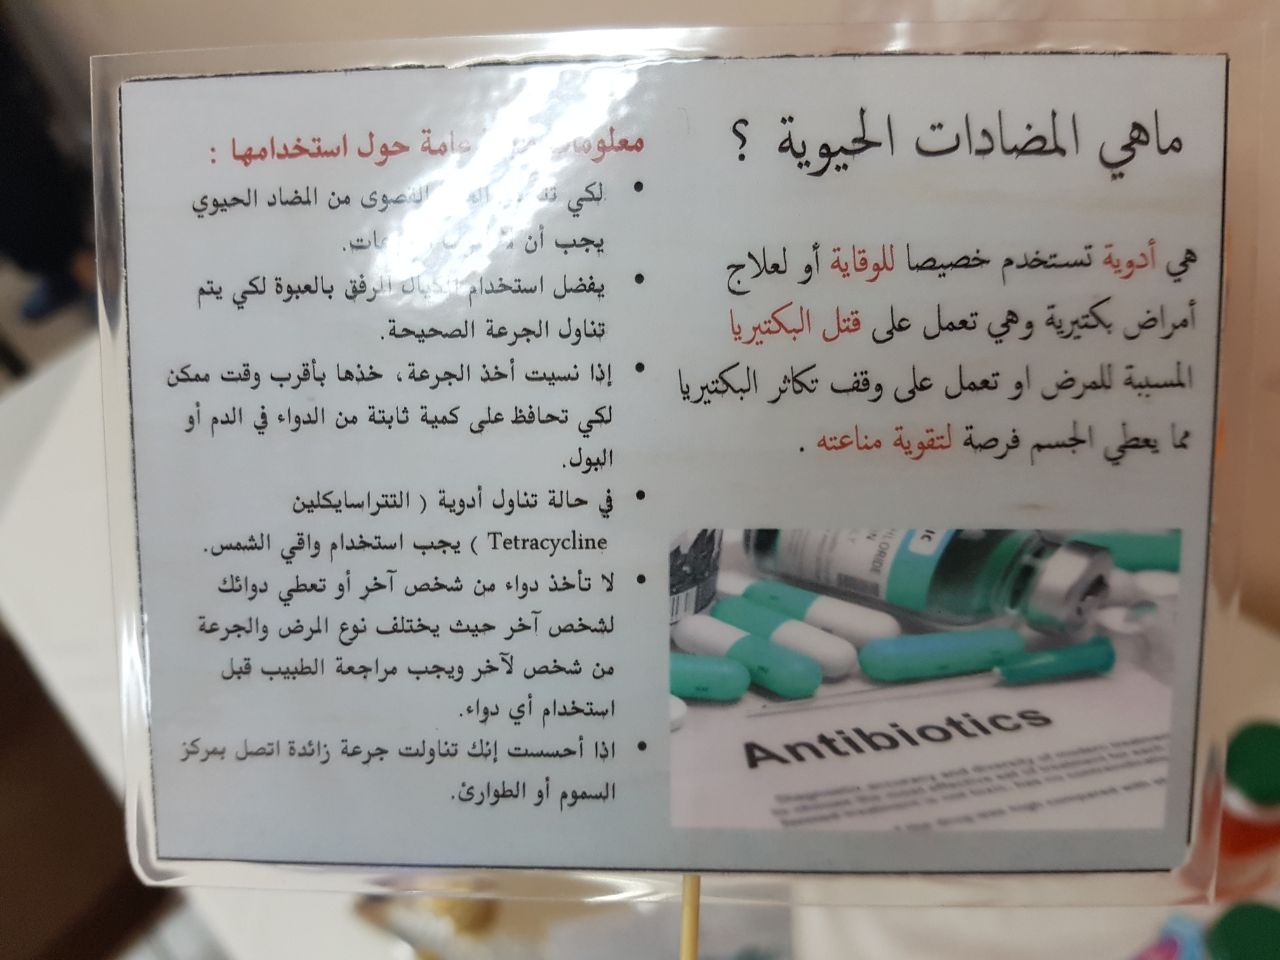 ماهي المضادات الحيوية ؟
هي أدوية تستخدم خصيصا للوقاية أو لعلاج
أمراض بكتيرية وهي تعمل على قتل البكتيريا
المسببة للمرض او تعمل على وقف تكاثر البكتيريا
مما يعطي الجسم فرصة لتقوية مناعته .
Antibiotics
معلومات عامة حول استخدامها :
• لكي القصوى من المضاد الحيوي
يجب أن
• يفضل استخدام المكيال المرفق بالعبوة لكي يتم
تناول الجرعة الصحيحة.
• إذا نسيت أخذ الجرعة، خذها بأقرب وقت ممكن
لكي تحافظ على كمية ثابتة من الدواء في الدم أو
البول.
• في حالة تناول أدوية ( التتراسايكلين
Tetracycline ) يجب استخدام واقي الشمس.
• لا تأخذ دواء من شخص آخر أو تعطي دوائك
لشخص آخر حيث يختلف نوع المرض والجرعة
من شخص لآخر ويجب مراجعة الطبيب قبل
استخدام أي دواء.
• اذا أحسست إنك تناولت جرعة زائدة اتصل بمركز
السموم أو الطوارئ.